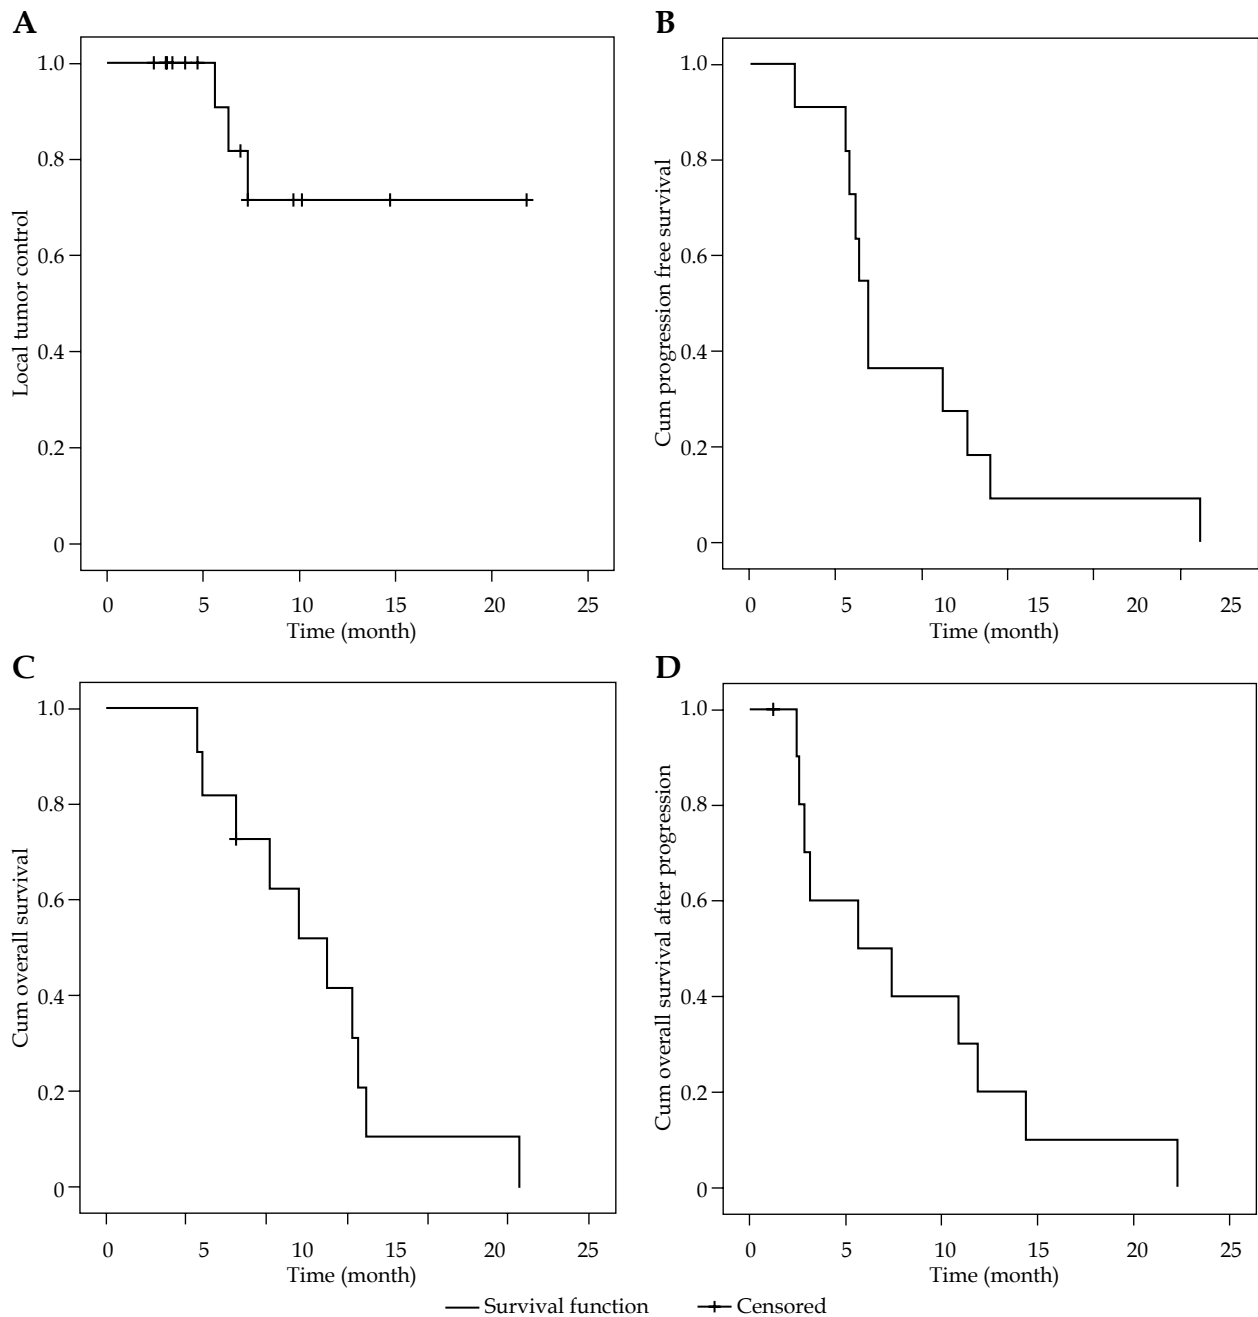 A
1.0
0.8
0.6
0.4
0.2
0
Local tumor control
0 5 10 15 20 25
Time (month)
B
1.0
0.8
0.6
0.4
0.2
0
Cum progression free survival
0 5 10 15 20 25
Time (month)
C
1.0
0.8
0.6
0.4
0.2
0
Cum overall survival
0 5 10 15 20 25
Time (month)
D
1.0
0.8
0.6
0.4
0.2
0
Cum overall survival after progression
0 5 10 15 20 25
Time (month)
Survival function Censored